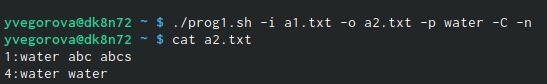 yvegorova@dk8n72 ~ $ ./prog1.sh -i a1.txt -o a2.txt -p water -C -n
yvegorova@dk8n72 ~ $ cat a2.txt
1:water abc abcs
4:water water